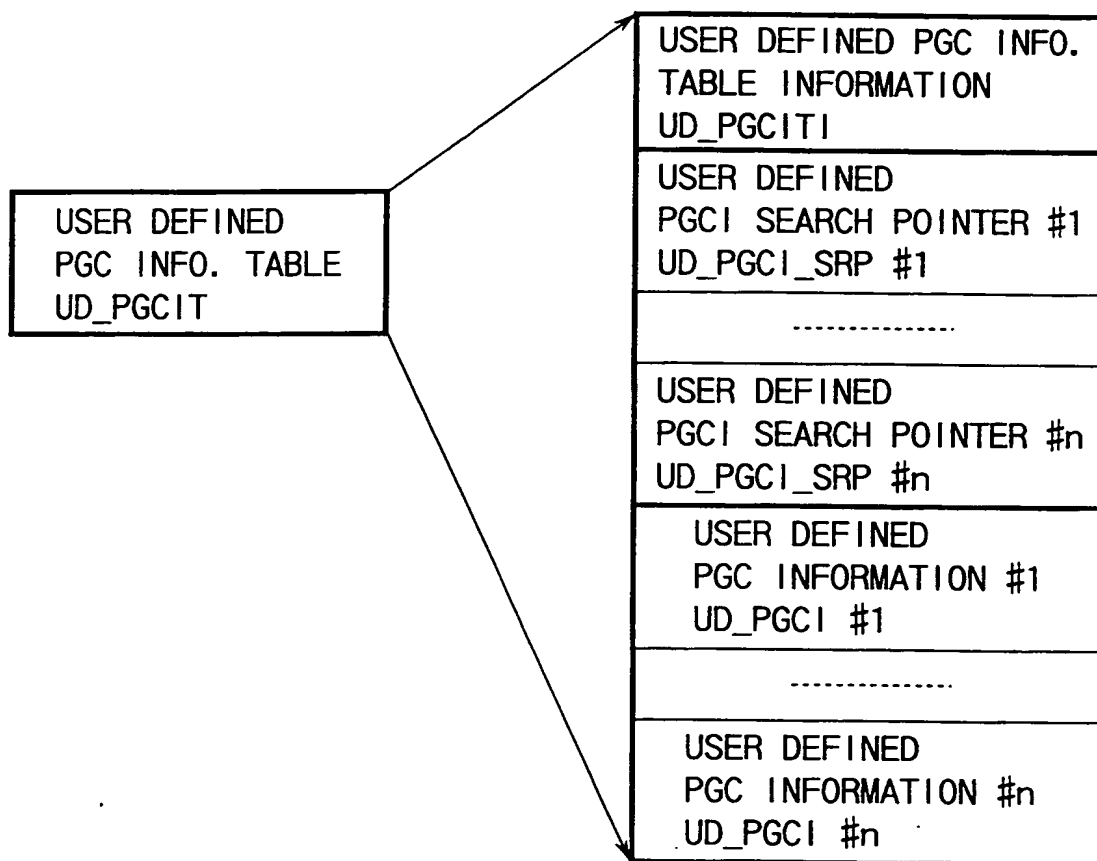 USER DEFINED
PGC INFO. TABLE
UD_PGCIT
USER DEFINED PGC INFO.
TABLE INFORMATION
UD_PGCITI
USER DEFINED
PGCI SEARCH POINTER #1
UD_PGCI_SRP #1
USER DEFINED
PGCI SEARCH POINTER #n
UD_PGCI_SRP #n
USER DEFINED
PGC INFORMATION #1
UD_PGCI #1
USER DEFINED
PGC INFORMATION #n
UD_PGCI #n